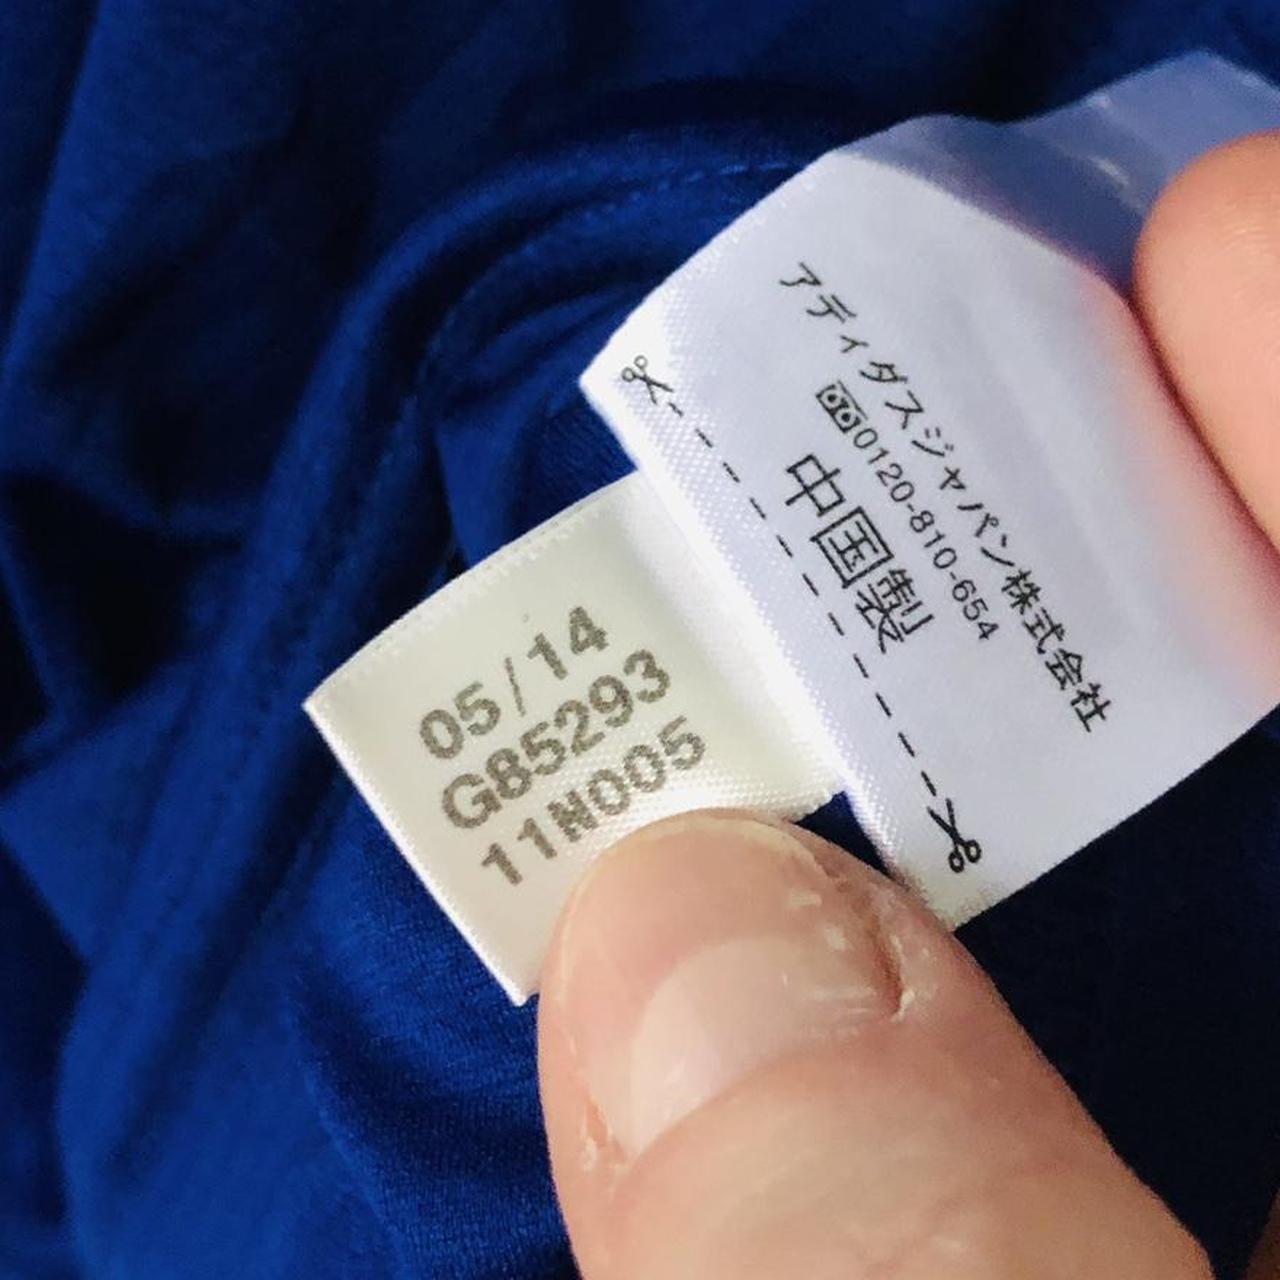 アディダスジャパン株式会社
0120-810-654
中国製
05/14
G85293
11N005